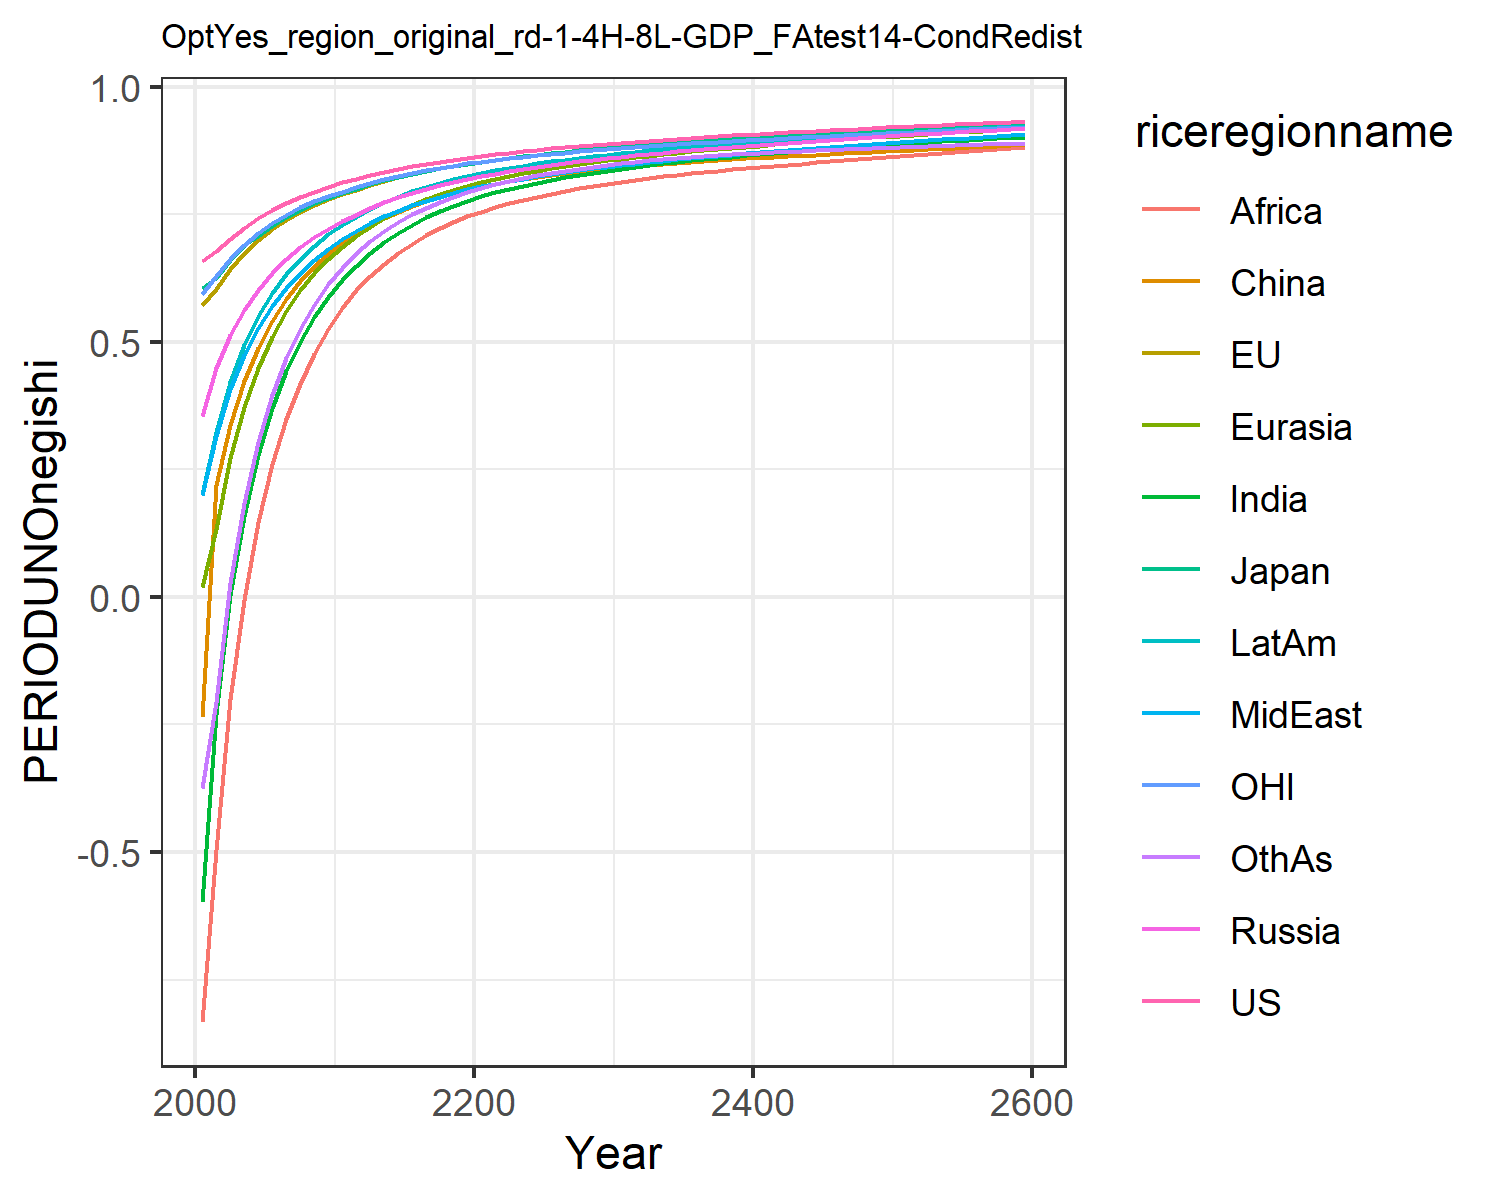 OptYes_region_original_rd-1-4H-8L-GDP_FAtest14-CondRedist
1.0
0.5
0.0
-0.5
PERIODUNOnegishi
2000
2200
2400
2600
Year
riceregionname
Africa
China
EU
Eurasia
India
Japan
LatAm
MidEast
OHI
OthAs
Russia
US